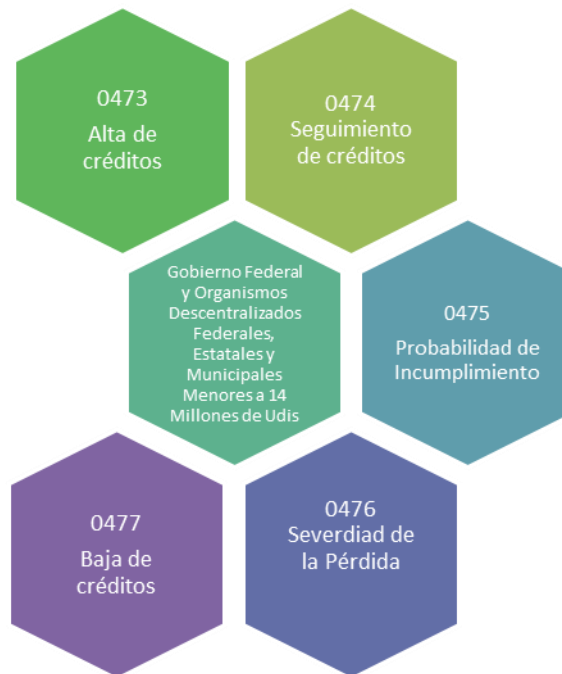 0473
Alta de
créditos
0474
Seguimiento
de créditos
Gobierno Federal
y Organismos
Descentralizados
Federales,
Estatales y
Municipales
Menores a 14
Millones de Udis
0475
Probabilidad de
Incumplimiento
0477
Baja de
créditos
0476
Severdiad de
la Pérdida